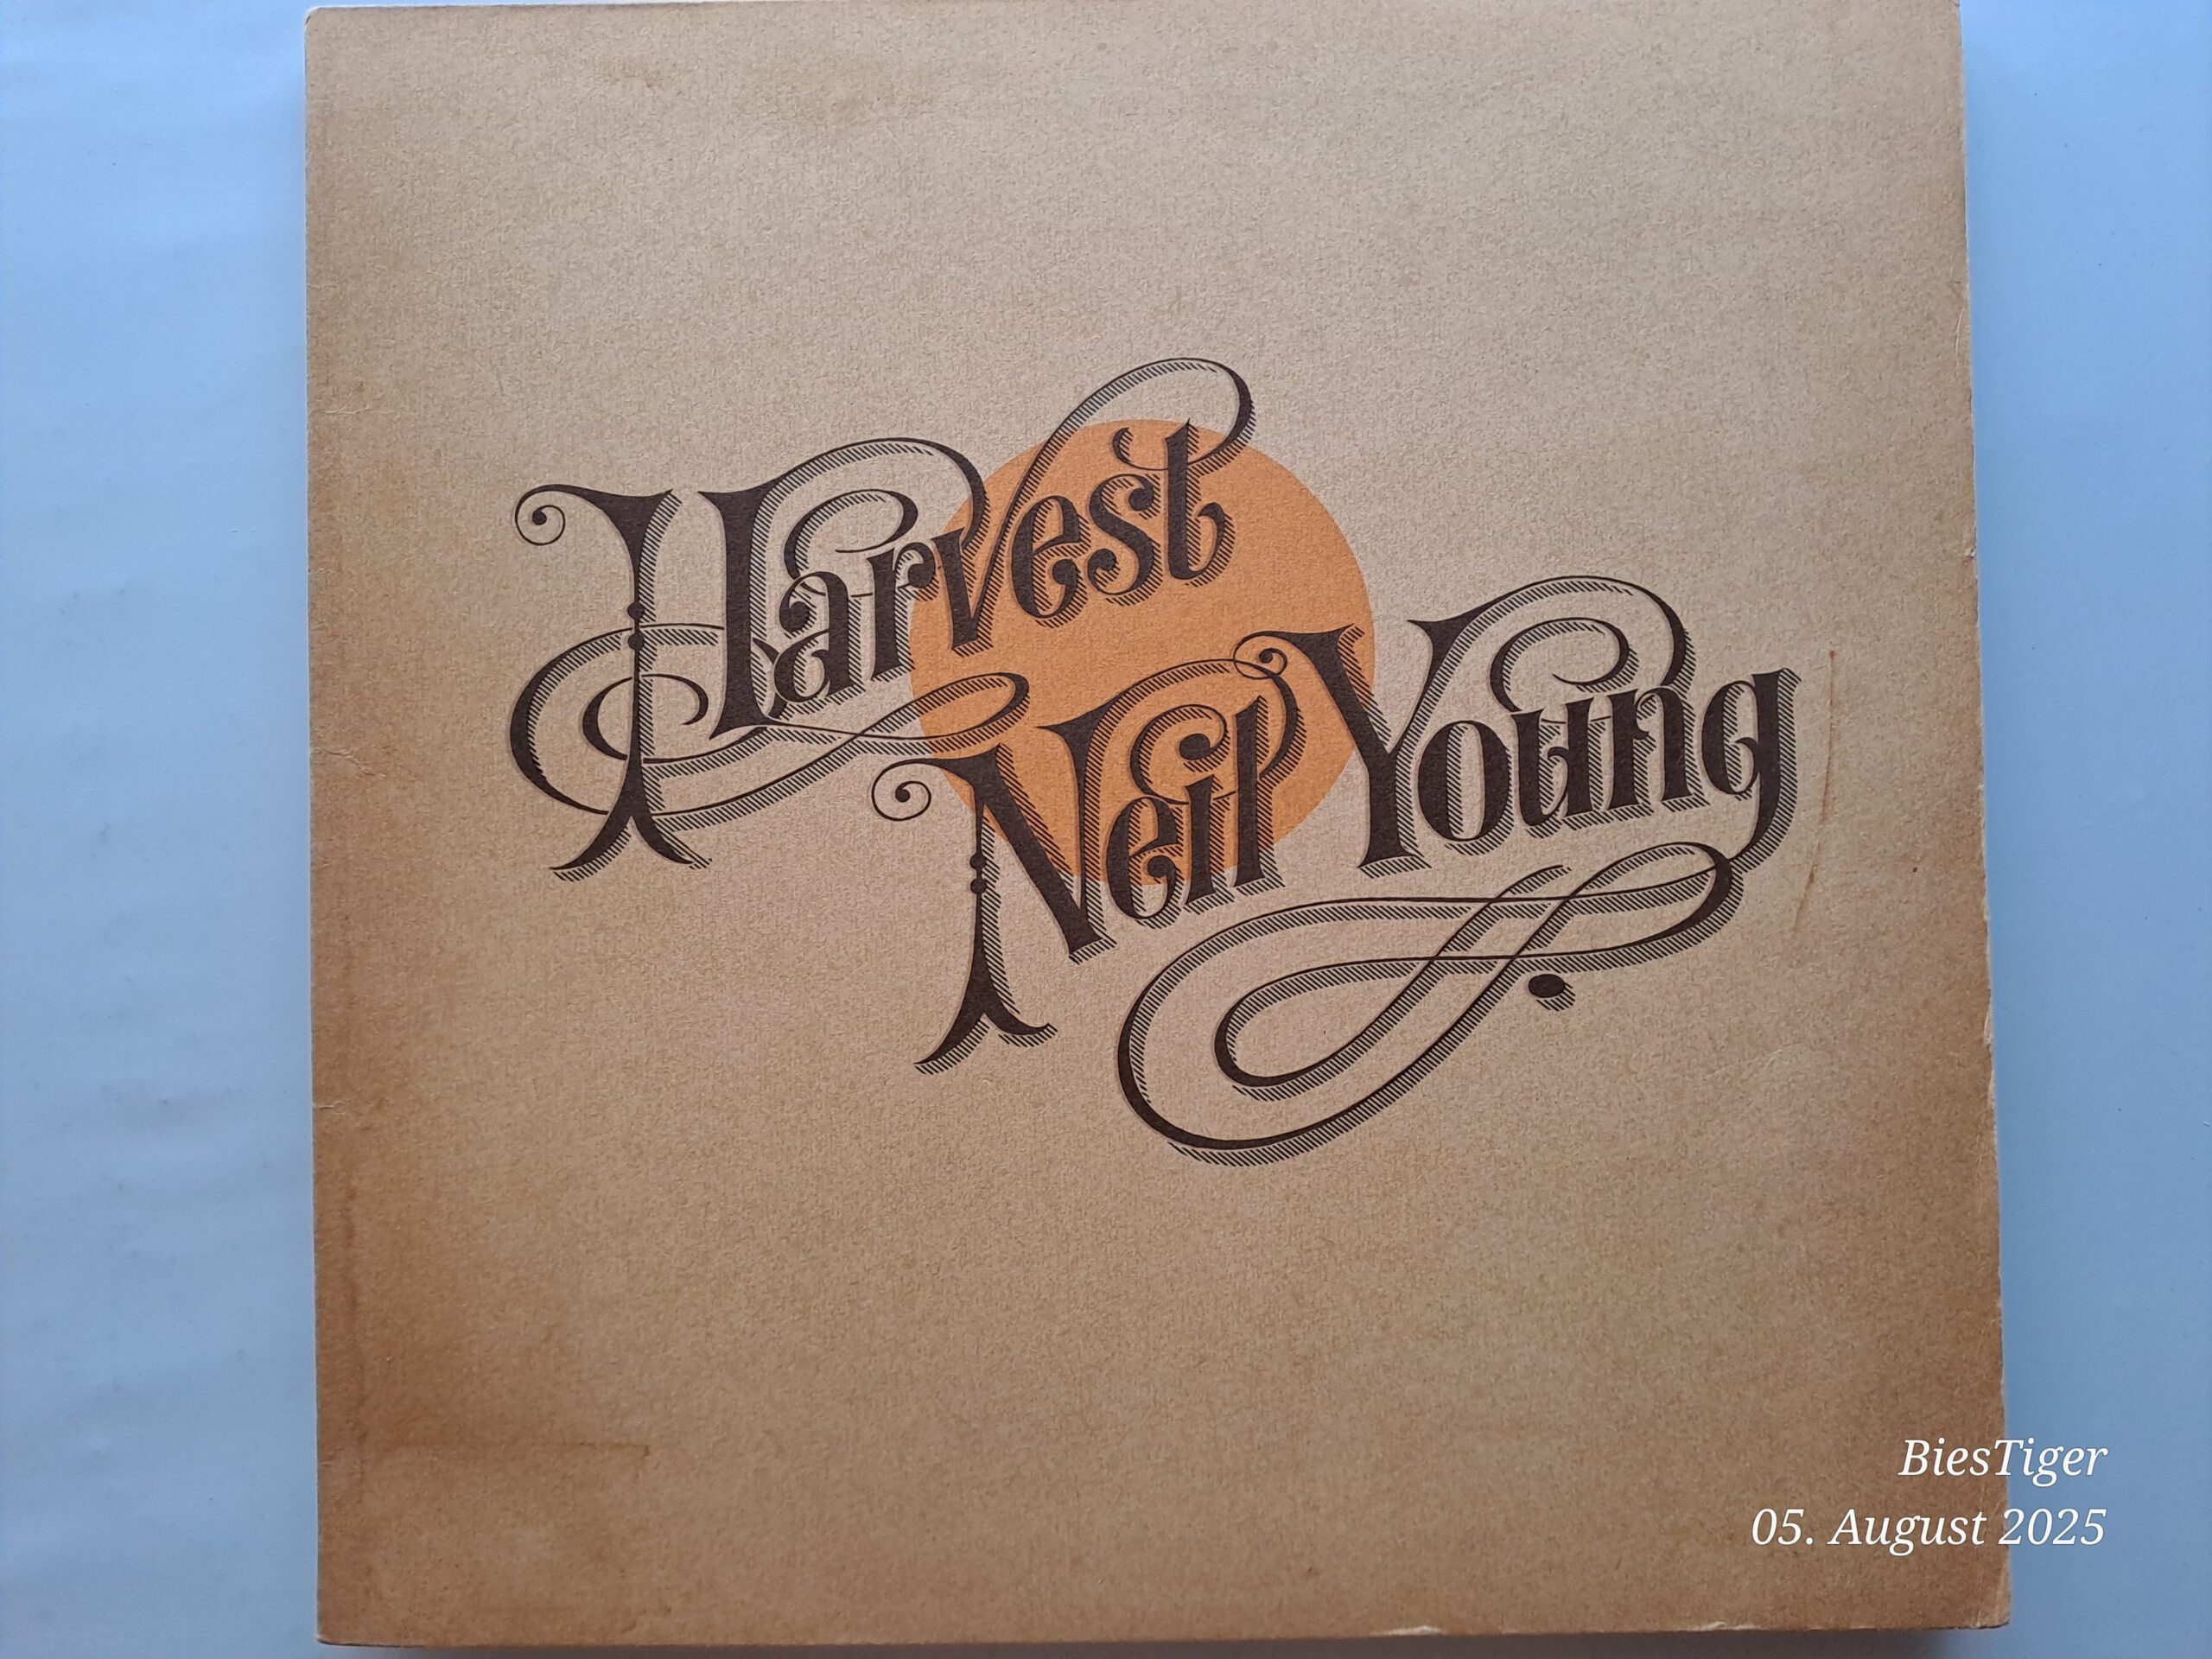 Harvest
Neil Young
BiesTiger
05. August 2025